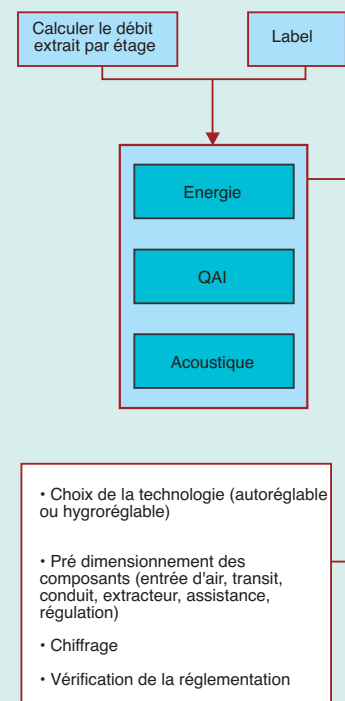 Calculer le débit
extrait par étage
Label
Energie
QAI
Acoustique
• Choix de la technologie (autoréglable
ou hygroréglable)
• Pré dimensionnement des
composants (entrée d'air, transit,
conduit, extracteur, assistance,
régulation)
• Chiffrage
• Vérification de la réglementation